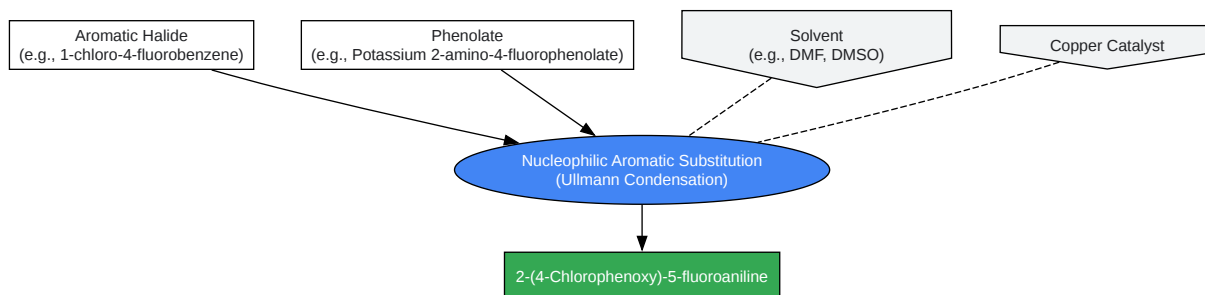 Aromatic Halide
(e.g., 1-chloro-4-fluorobenzene)
Phenolate
(e.g., Potassium 2-amino-4-fluorophenolate)
Solvent
(e.g., DMF, DMSO)
Copper Catalyst
Nucleophilic Aromatic Substitution
(Ullmann Condensation)
2-(4-Chlorophenoxy)-5-fluoroaniline